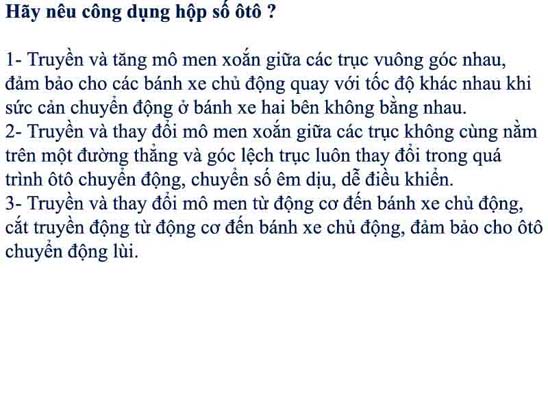 Hãy nêu công dụng hộp số ôtô ?
1- Truyền và tăng mô men xoắn giữa các trục vuông góc nhau,
đảm bảo cho các bánh xe chủ động quay với tốc độ khác nhau khi
sức cản chuyển động ở bánh xe hai bên không bằng nhau.
2- Truyền và thay đổi mô men xoắn giữa các trục không cùng nằm
trên một đường thẳng và góc lệch trục luôn thay đổi trong quá
trình ôtô chuyển động, chuyển số êm dịu, dễ điều khiển.
3- Truyền và thay đổi mô men từ động cơ đến bánh xe chủ động,
cắt truyền động từ động cơ đến bánh xe chủ động, đảm bảo cho ôtô
chuyển động lùi.